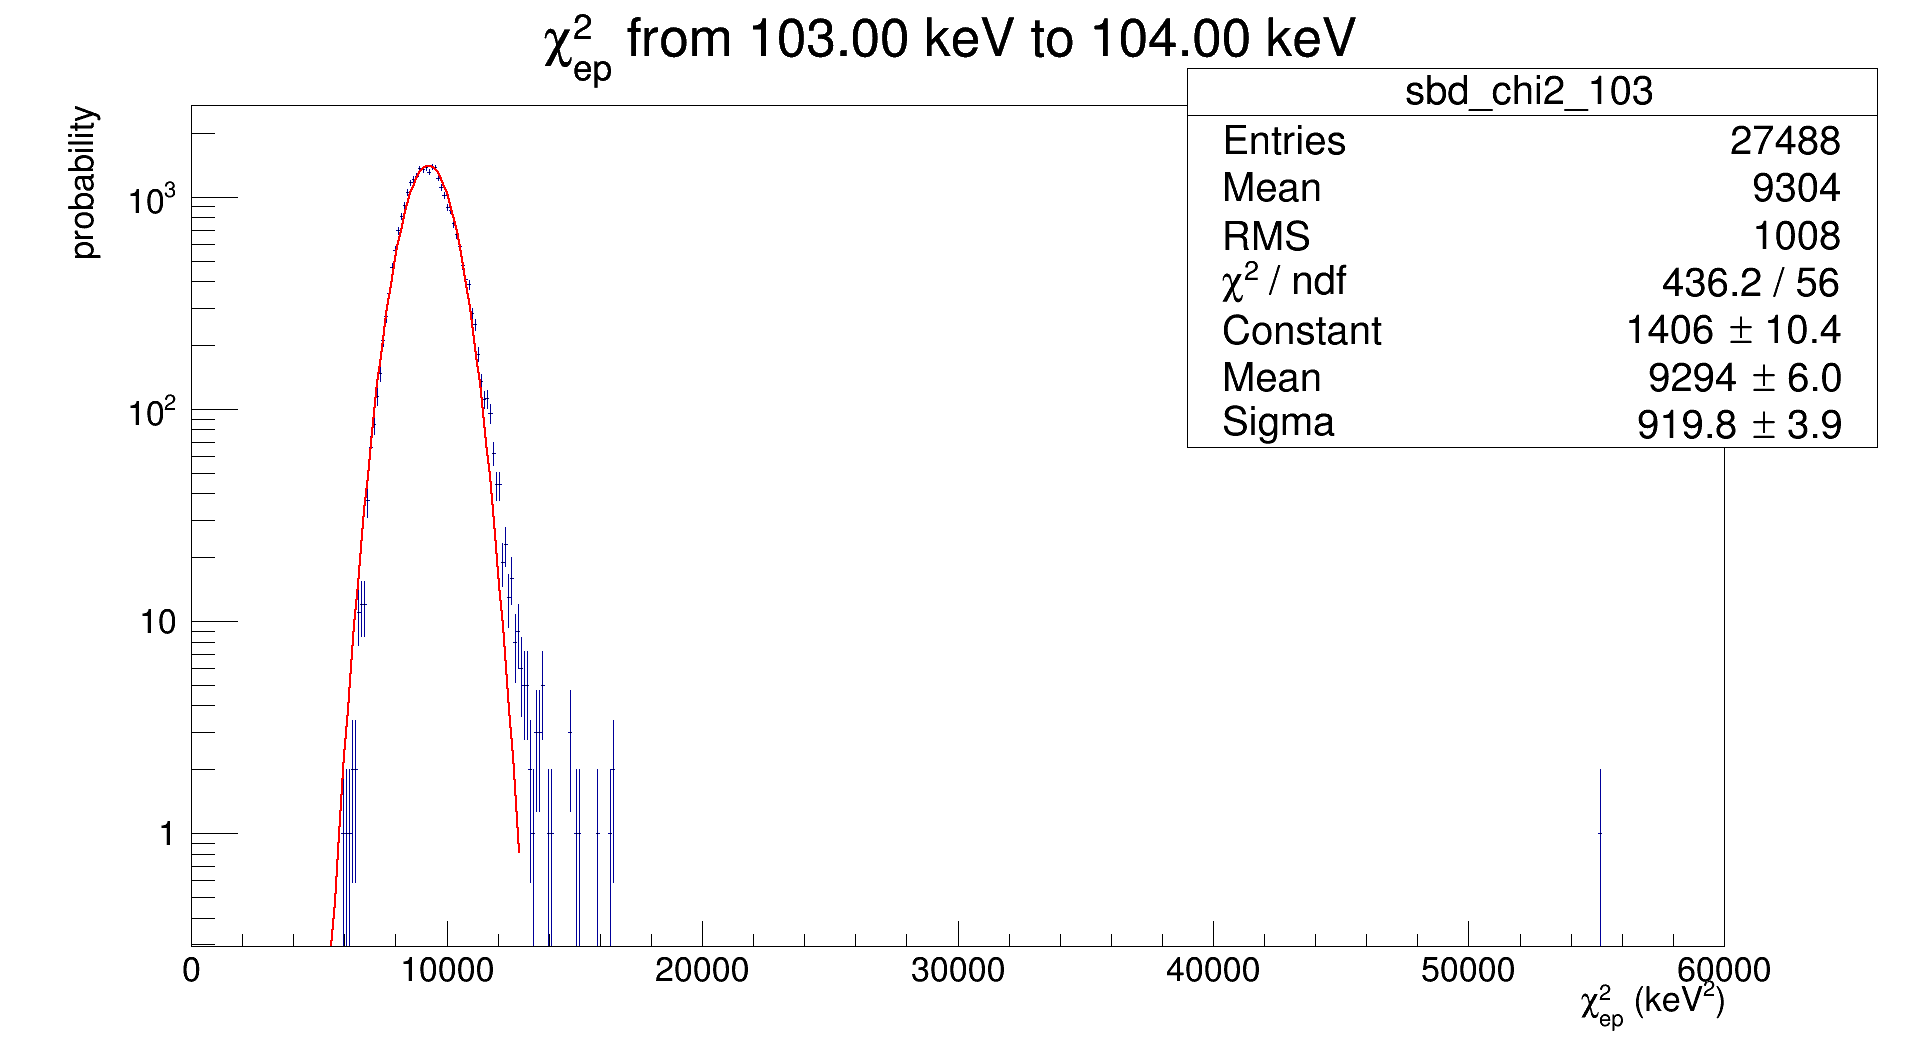 χ²ep from 103.00 keV to 104.00 keV
sbd_chi2_103
Entries 27488
Mean 9304
RMS 1008
χ² / ndf 436.2 / 56
Constant 1406 ± 10.4
Mean 9294 ± 6.0
Sigma 919.8 ± 3.9
probability
10³
10²
10
1
0 10000 20000 30000 40000 50000 60000
χ²ep (keV²)